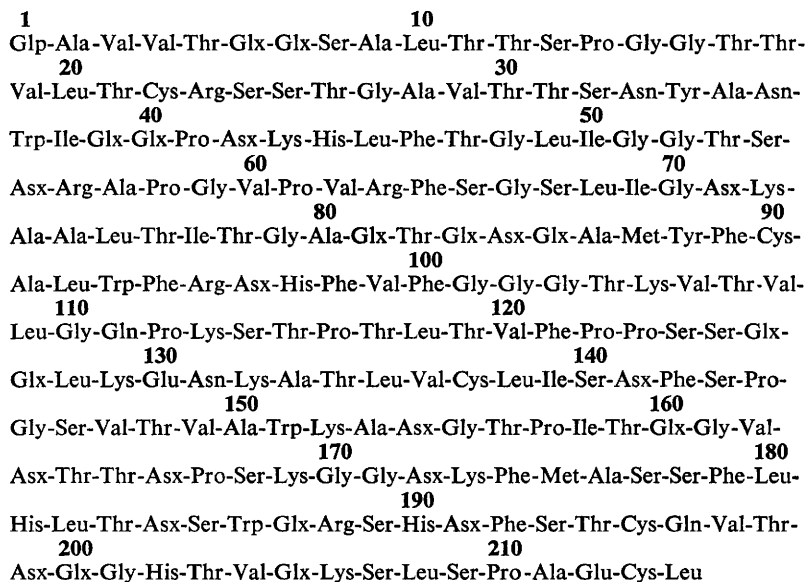 1 10
Glp-Ala-Val-Val-Thr-Glx-Glx-Ser-Ala-Leu-Thr-Thr-Ser-Pro-Gly-Gly-Thr-Thr-
20 30
Val-Leu-Thr-Cys-Arg-Ser-Ser-Thr-Gly-Ala-Val-Thr-Thr-Ser-Asn-Tyr-Ala-Asn-
40 50
Trp-Ile-Glx-Glx-Pro-Asx-Lys-His-Leu-Phe-Thr-Gly-Leu-Ile-Gly-Gly-Thr-Ser-
60 70
Asx-Arg-Ala-Pro-Gly-Val-Pro-Val-Arg-Phe-Ser-Gly-Ser-Leu-Ile-Gly-Asx-Lys-
80 90
Ala-Ala-Leu-Thr-Ile-Thr-Gly-Ala-Glx-Thr-Glx-Asx-Glx-Ala-Met-Tyr-Phe-Cys-
100
Ala-Leu-Trp-Phe-Arg-Asx-His-Phe-Val-Phe-Gly-Gly-Gly-Thr-Lys-Val-Thr-Val-
110 120
Leu-Gly-Gln-Pro-Lys-Ser-Thr-Pro-Thr-Leu-Thr-Val-Phe-Pro-Pro-Ser-Ser-Glx-
130 140
Glx-Leu-Lys-Glu-Asn-Lys-Ala-Thr-Leu-Val-Cys-Leu-Ile-Ser-Asx-Phe-Ser-Pro-
150 160
Gly-Ser-Val-Thr-Val-Ala-Trp-Lys-Ala-Asx-Gly-Thr-Pro-Ile-Thr-Glx-Gly-Val-
170 180
Asx-Thr-Thr-Asx-Pro-Ser-Lys-Gly-Gly-Asx-Lys-Phe-Met-Ala-Ser-Ser-Phe-Leu-
190
His-Leu-Thr-Asx-Ser-Trp-Glx-Arg-Ser-His-Asx-Phe-Ser-Thr-Cys-Gln-Val-Thr-
200 210
Asx-Glx-Gly-His-Thr-Val-Glx-Lys-Ser-Leu-Ser-Pro-Ala-Glu-Cys-Leu